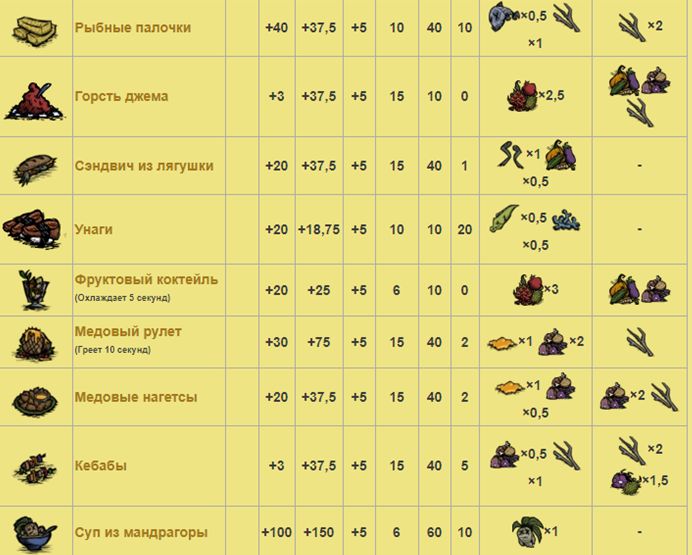 Рыбные палочки +40 +37,5 +5 10 40 10 ×0,5 ×1 ×2
Горсть джема +3 +37,5 +5 15 10 0 ×2,5
Сэндвич из лягушки +20 +37,5 +5 15 40 1 ×1 ×0,5 -
Унаги +20 +18,75 +5 10 10 20 ×0,5 ×0,5 -
Фруктовый коктейль +20 +25 +5 6 10 0 ×3
(Охлаждает 5 секунд)
Медовый рулет +30 +75 +5 15 40 2 ×1 ×2
(Греет 10 секунд)
Медовые нагетсы +20 +37,5 +5 15 40 2 ×1 ×0,5 ×2
Кебабы +3 +37,5 +5 15 40 5 ×0,5 ×1 ×2 ×1,5
Суп из мандрагоры +100 +150 +5 6 60 10 ×1 -